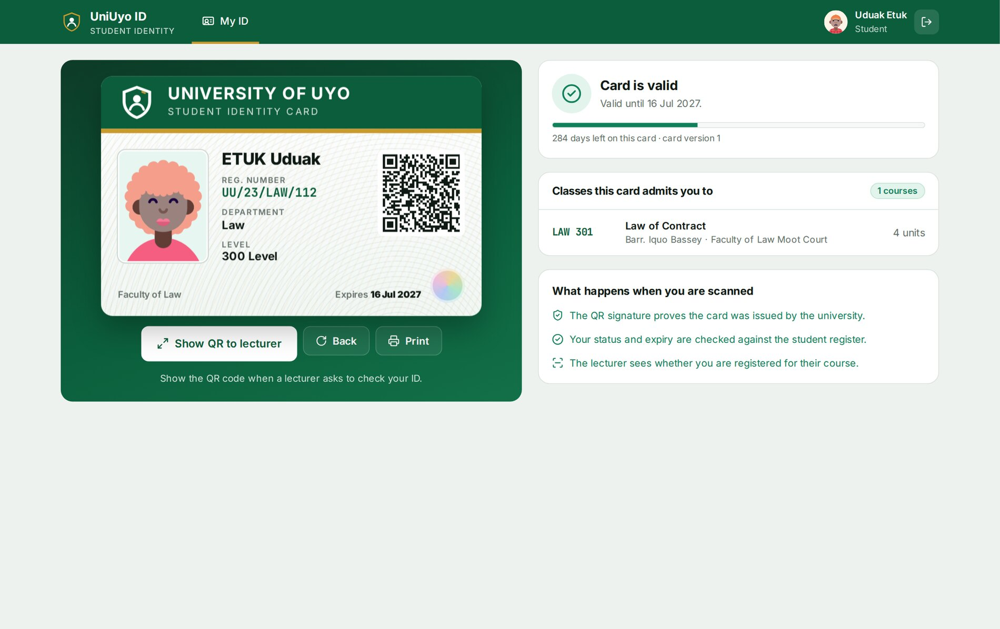 UniUyo ID
STUDENT IDENTITY
My ID
Uduak Etuk
Student
UNIVERSITY OF UYO
STUDENT IDENTITY CARD
ETUK Uduak
REG. NUMBER
UU/23/LAW/112
DEPARTMENT
Law
LEVEL
300 Level
Faculty of Law
Expires 16 Jul 2027
Show QR to lecturer
Back
Print
Show the QR code when a lecturer asks to check your ID.
Card is valid
Valid until 16 Jul 2027.
284 days left on this card · card version 1
Classes this card admits you to
1 courses
LAW 301
Law of Contract
Barr. Iquo Bassey · Faculty of Law Moot Court
4 units
What happens when you are scanned
The QR signature proves the card was issued by the university.
Your status and expiry are checked against the student register.
The lecturer sees whether you are registered for their course.